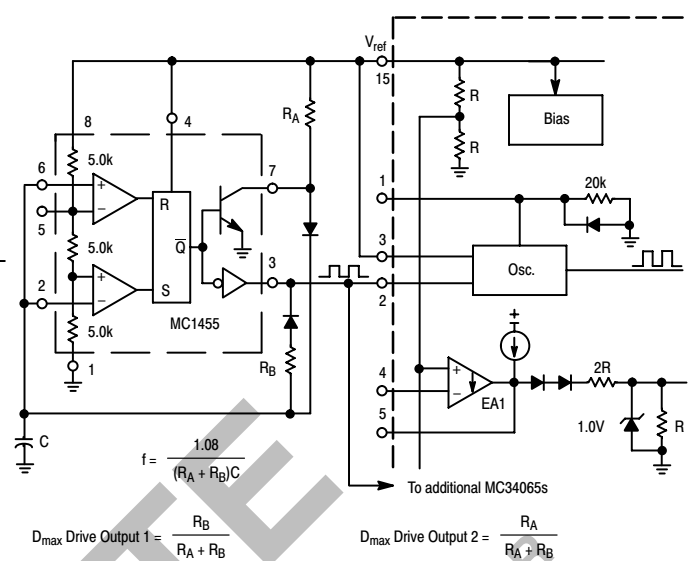 Vref
15
8
4
RA
R
R
Bias
6
5.0k
7
+
–
R
5
1
20k
5.0k
Q̅
3
3
Osc.
2
+
–
S
2
MC1455
5.0k
1
RB
+
4
+
–
EA1
2R
5
1.0V
R
C
f = 1.08 / (RA + RB)C
To additional MC34065s
Dmax Drive Output 1 = RB / RA + RB
Dmax Drive Output 2 = RA / RA + RB